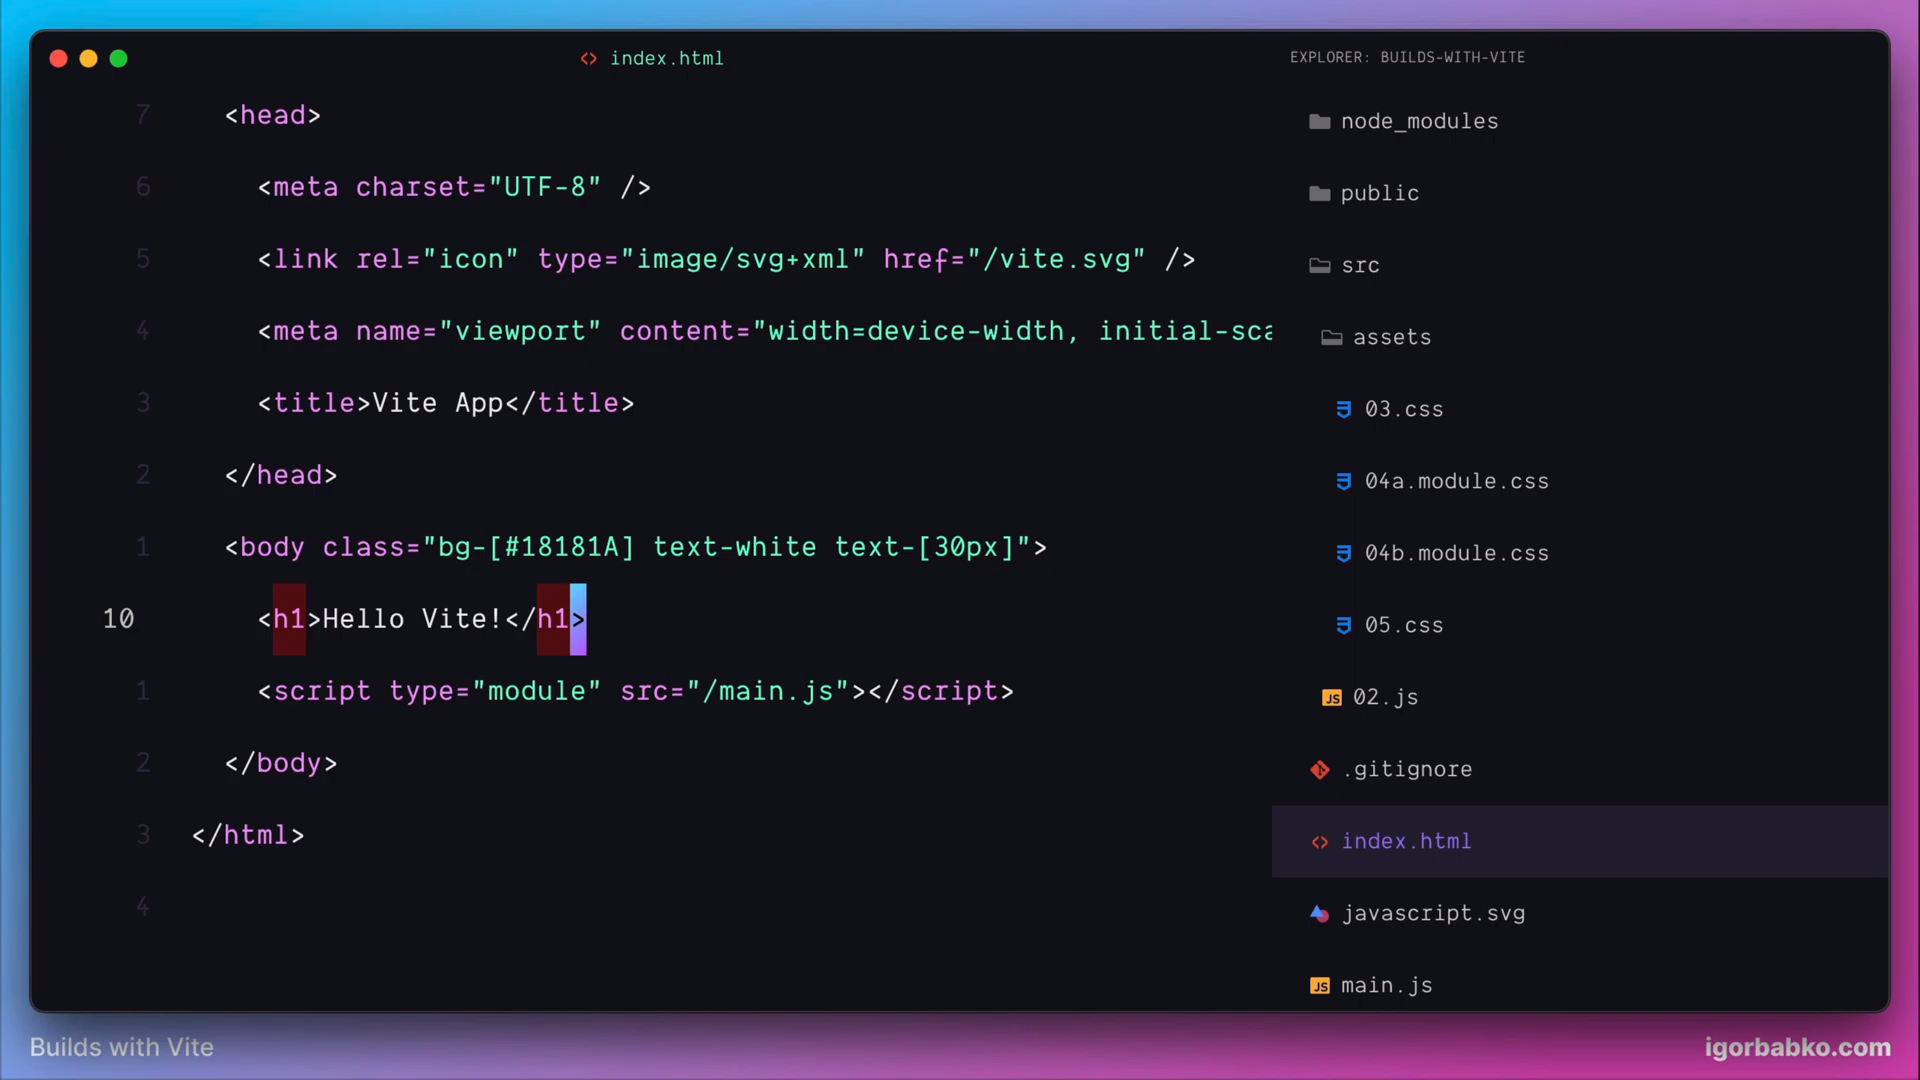 index.html
7 <head>
6 <meta charset="UTF-8" />
5 <link rel="icon" type="image/svg+xml" href="/vite.svg" />
4 <meta name="viewport" content="width=device-width, initial-sca
3 <title>Vite App</title>
2 </head>
1 <body class="bg-[#18181A] text-white text-[30px]">
10 <h1>Hello Vite!</h1>
1 <script type="module" src="/main.js"></script>
2 </body>
3 </html>
4
EXPLORER: BUILDS-WITH-VITE
node_modules
public
src
assets
03.css
04a.module.css
04b.module.css
05.css
JS 02.js
.gitignore
index.html
javascript.svg
JS main.js
Builds with Vite
igorbabko.com